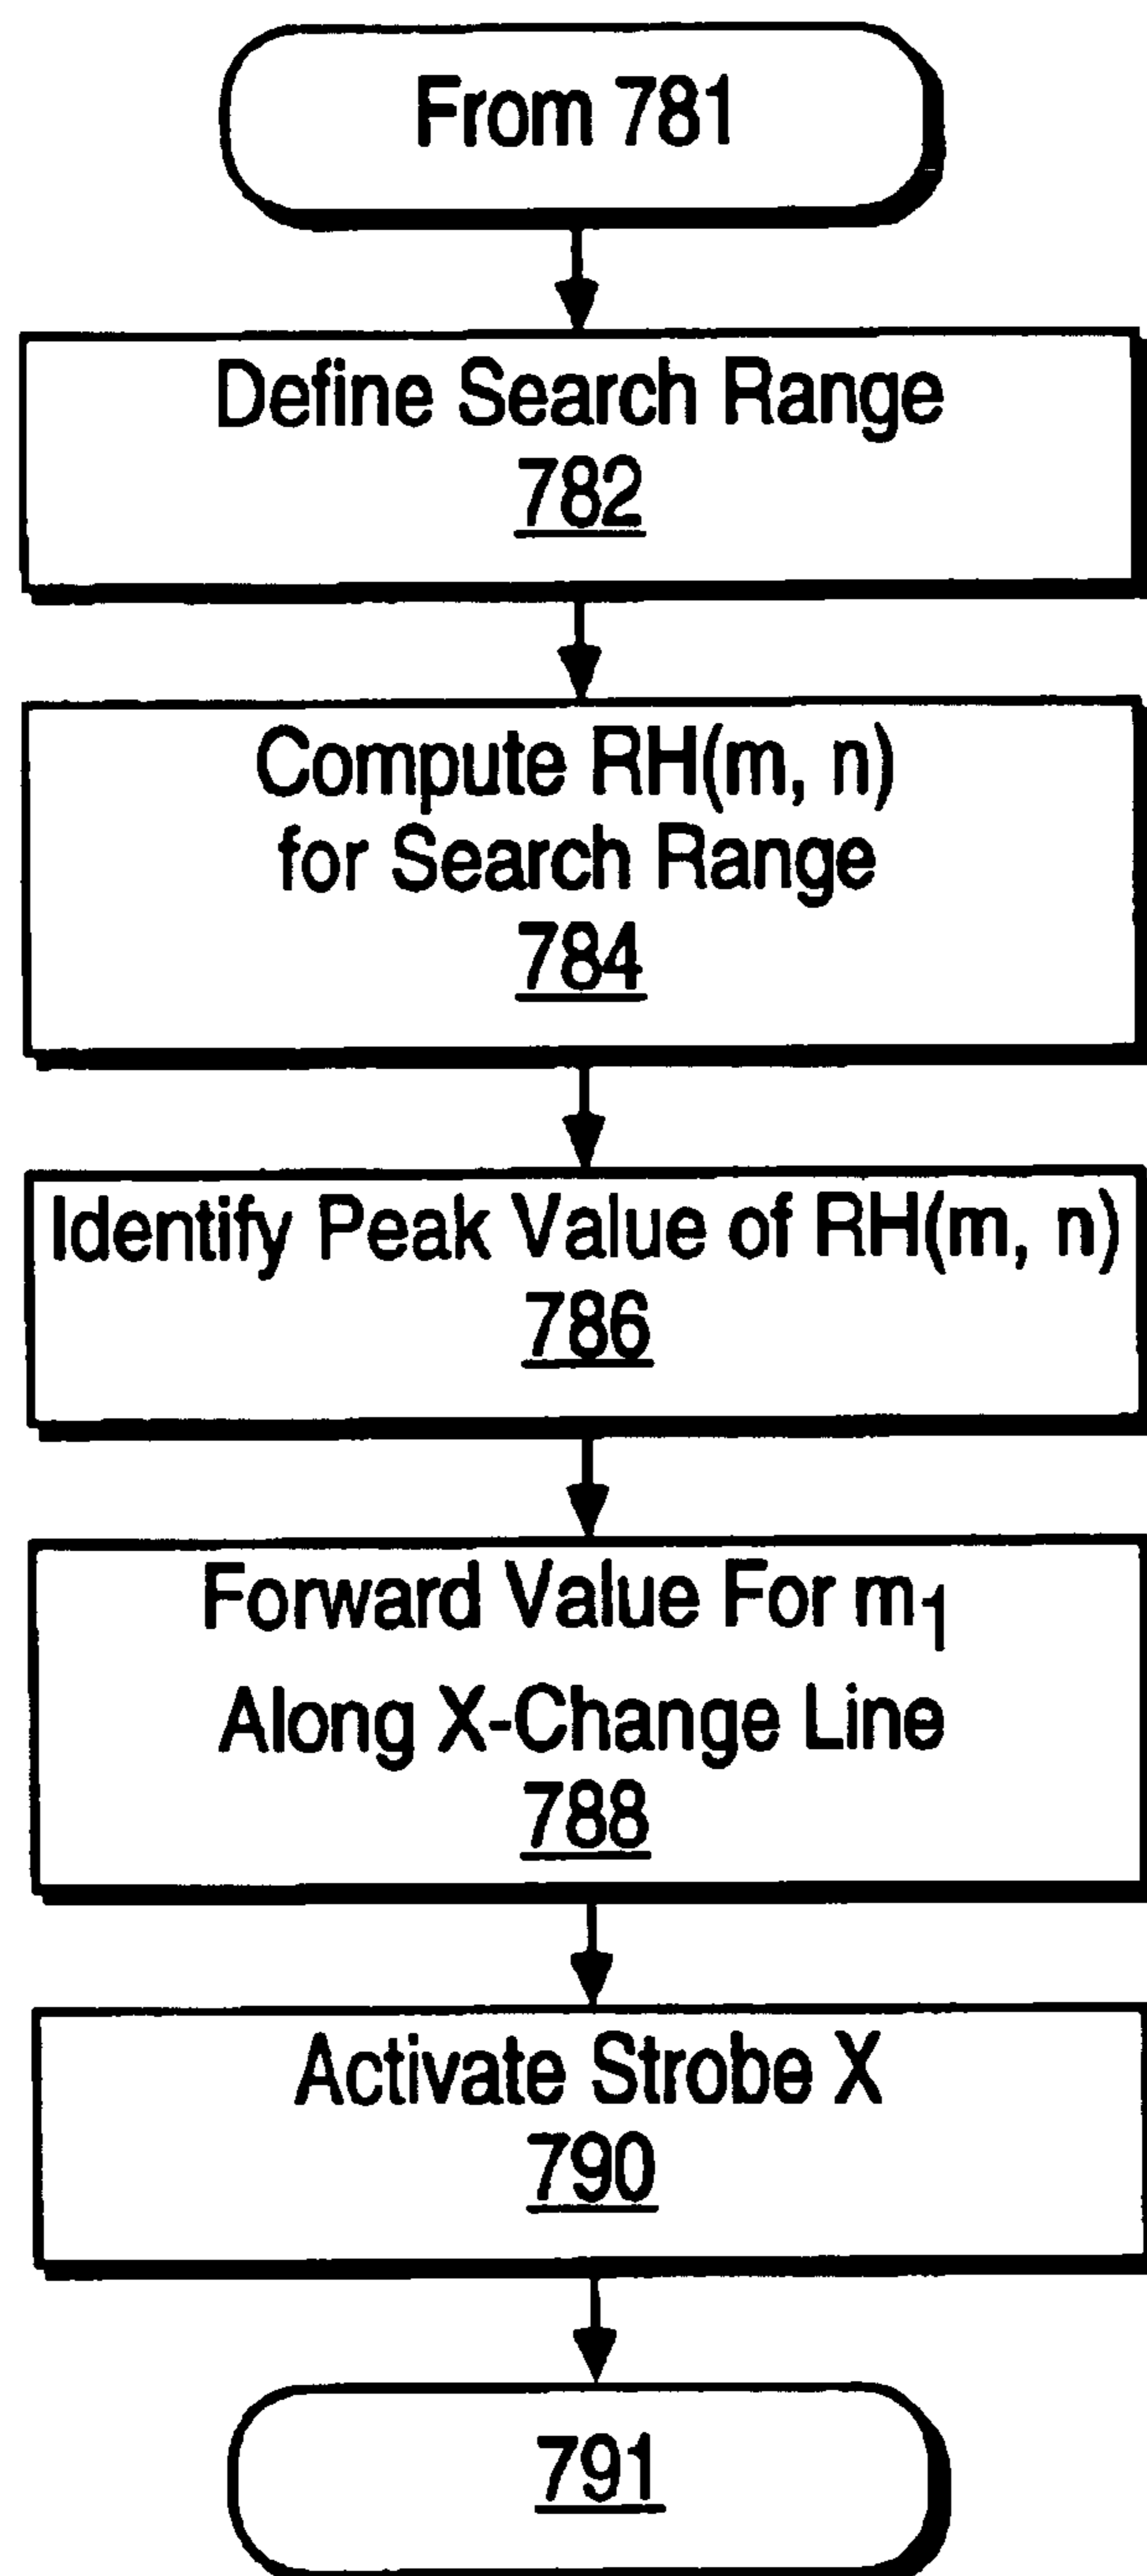 From 781
Define Search Range
782
Compute RH(m, n)
for Search Range
784
Identify Peak Value of RH(m, n)
786
Forward Value For m1
Along X-Change Line
788
Activate Strobe X
790
791